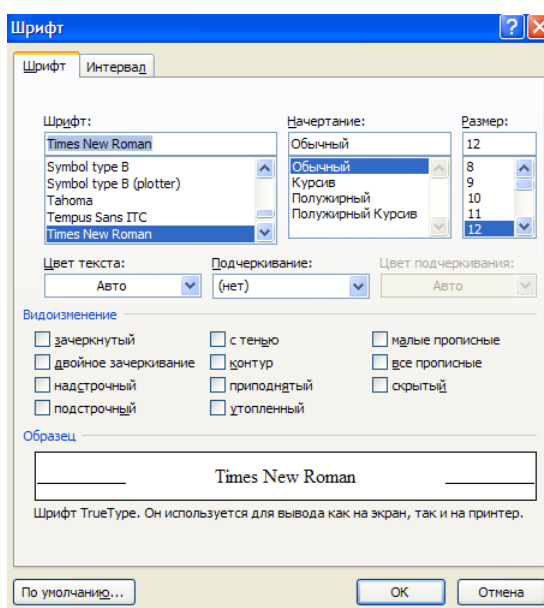 Шрифт
Шрифт Интервал
Шрифт: Начертание: Размер:
Times New Roman Обычный 12
Symbol type B Обычный 8
Symbol type B (plotter) Курсив 9
Tahoma Полужирный 10
Tempus Sans ITC Полужирный Курсив 11
Times New Roman 12
Цвет текста: Подчеркивание: Цвет подчеркивания:
Авто (нет) Авто
Видоизменение
зачеркнутый с тенью малые прописные
двойное зачеркивание контур все прописные
надстрочный приподнятый скрытый
подстрочный утопленный
Образец
Times New Roman
Шрифт TrueType. Он используется для вывода как на экран, так и на принтер.
По умолчанию... ОК Отмена